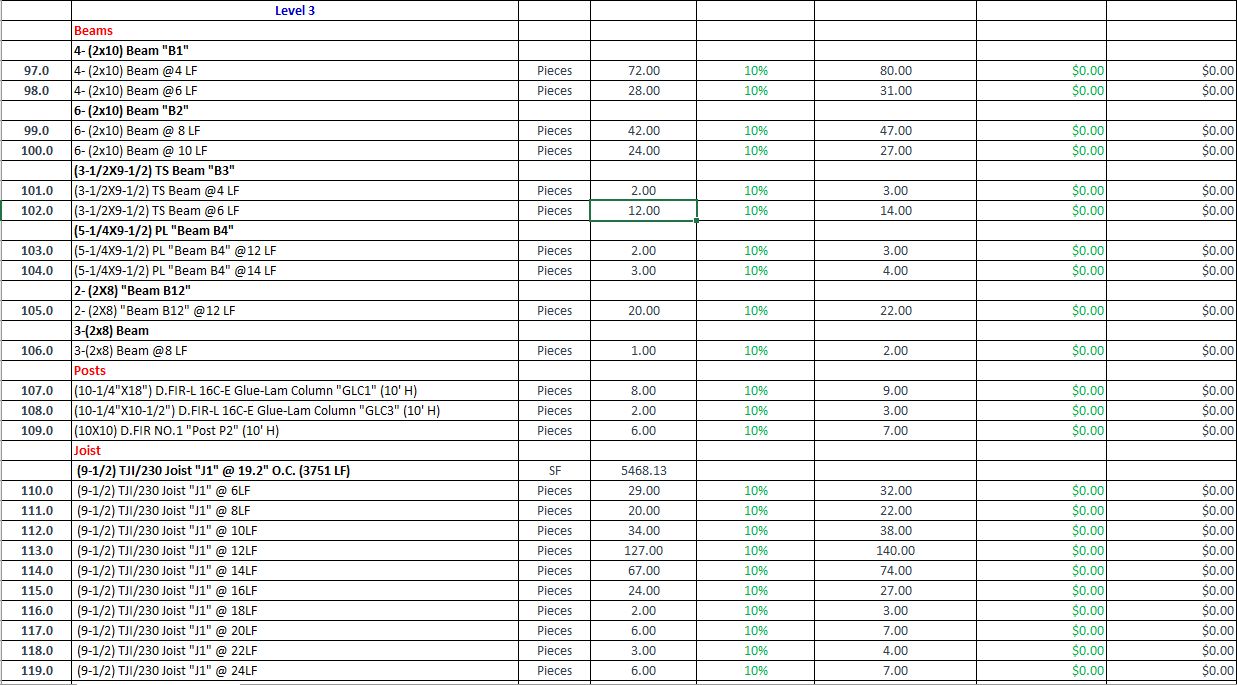 Level 3
Beams
4- (2x10) Beam "B1"
97.0 4- (2x10) Beam @4 LF Pieces 72.00 10% 80.00 $0.00 $0.00
98.0 4- (2x10) Beam @6 LF Pieces 28.00 10% 31.00 $0.00 $0.00
6- (2x10) Beam "B2"
99.0 6- (2x10) Beam @ 8 LF Pieces 42.00 10% 47.00 $0.00 $0.00
100.0 6- (2x10) Beam @ 10 LF Pieces 24.00 10% 27.00 $0.00 $0.00
(3-1/2X9-1/2) TS Beam "B3"
101.0 (3-1/2X9-1/2) TS Beam @4 LF Pieces 2.00 10% 3.00 $0.00 $0.00
102.0 (3-1/2X9-1/2) TS Beam @6 LF Pieces 12.00 10% 14.00 $0.00 $0.00
(5-1/4X9-1/2) PL "Beam B4"
103.0 (5-1/4X9-1/2) PL "Beam B4" @12 LF Pieces 2.00 10% 3.00 $0.00 $0.00
104.0 (5-1/4X9-1/2) PL "Beam B4" @14 LF Pieces 3.00 10% 4.00 $0.00 $0.00
2- (2X8) "Beam B12"
105.0 2- (2X8) "Beam B12" @12 LF Pieces 20.00 10% 22.00 $0.00 $0.00
3-(2x8) Beam
106.0 3-(2x8) Beam @8 LF Pieces 1.00 10% 2.00 $0.00 $0.00
Posts
107.0 (10-1/4"X18") D.FIR-L 16C-E Glue-Lam Column "GLC1" (10' H) Pieces 8.00 10% 9.00 $0.00 $0.00
108.0 (10-1/4"X10-1/2") D.FIR-L 16C-E Glue-Lam Column "GLC3" (10' H) Pieces 2.00 10% 3.00 $0.00 $0.00
109.0 (10X10) D.FIR NO.1 "Post P2" (10' H) Pieces 6.00 10% 7.00 $0.00 $0.00
Joist
(9-1/2) TJI/230 Joist "J1" @ 19.2" O.C. (3751 LF) SF 5468.13
110.0 (9-1/2) TJI/230 Joist "J1" @ 6LF Pieces 29.00 10% 32.00 $0.00 $0.00
111.0 (9-1/2) TJI/230 Joist "J1" @ 8LF Pieces 20.00 10% 22.00 $0.00 $0.00
112.0 (9-1/2) TJI/230 Joist "J1" @ 10LF Pieces 34.00 10% 38.00 $0.00 $0.00
113.0 (9-1/2) TJI/230 Joist "J1" @ 12LF Pieces 127.00 10% 140.00 $0.00 $0.00
114.0 (9-1/2) TJI/230 Joist "J1" @ 14LF Pieces 67.00 10% 74.00 $0.00 $0.00
115.0 (9-1/2) TJI/230 Joist "J1" @ 16LF Pieces 24.00 10% 27.00 $0.00 $0.00
116.0 (9-1/2) TJI/230 Joist "J1" @ 18LF Pieces 2.00 10% 3.00 $0.00 $0.00
117.0 (9-1/2) TJI/230 Joist "J1" @ 20LF Pieces 6.00 10% 7.00 $0.00 $0.00
118.0 (9-1/2) TJI/230 Joist "J1" @ 22LF Pieces 3.00 10% 4.00 $0.00 $0.00
119.0 (9-1/2) TJI/230 Joist "J1" @ 24LF Pieces 6.00 10% 7.00 $0.00 $0.00